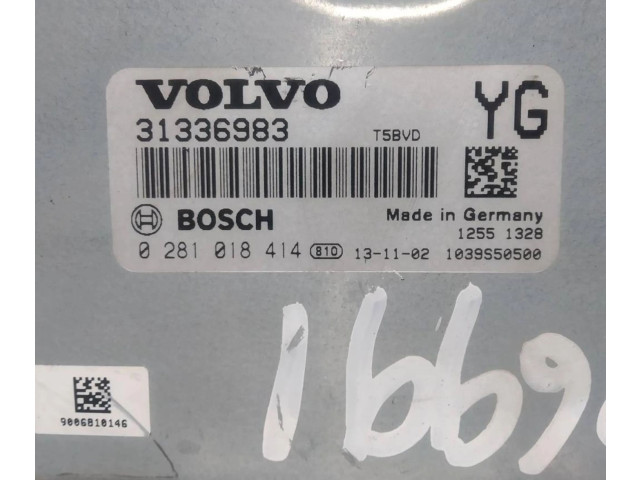 VOLVO
31336983
T5BVD
YG
BOSCH
Made in Germany
1255 1328
0 281 018 414 810 13-11-02 1039S50500
9006810146